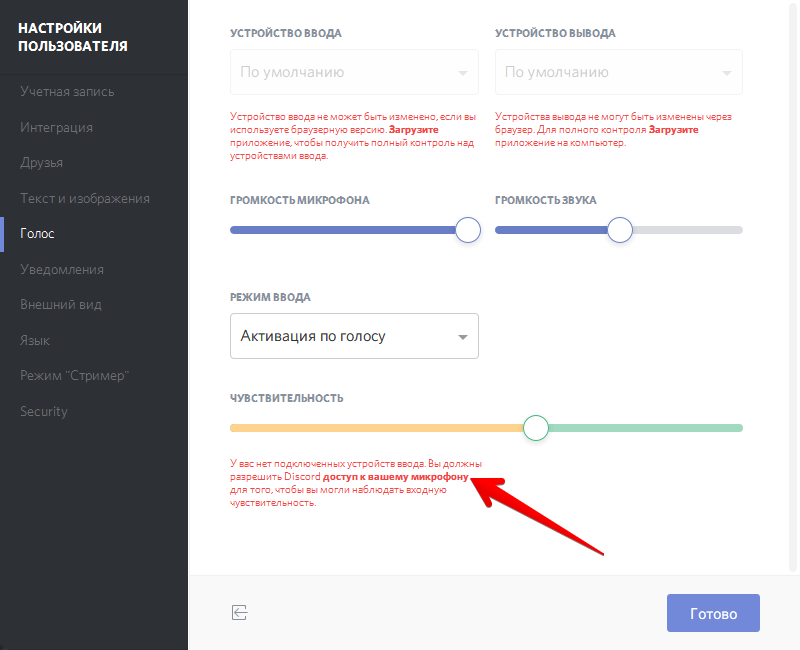 НАСТРОЙКИ
ПОЛЬЗОВАТЕЛЯ
Учетная запись
Интеграция
Друзья
Текст и изображения
Голос
Уведомления
Внешний вид
Язык
Режим "Стример"
Security
УСТРОЙСТВО ВВОДА
По умолчанию
Устройство ввода не может быть изменено, если вы
используете браузерную версию. Загрузите
приложение, чтобы получить полный контроль над
устройствами ввода.
УСТРОЙСТВО ВЫВОДА
По умолчанию
Устройства вывода не могут быть изменены через
браузер. Для полного контроля Загрузите
приложение на компьютер.
ГРОМКОСТЬ МИКРОФОНА
ГРОМКОСТЬ ЗВУКА
РЕЖИМ ВВОДА
Активация по голосу
ЧУВСТВИТЕЛЬНОСТЬ
У вас нет подключенных устройств ввода. Вы должны
разрешить Discord доступ к вашему микрофону
для того, чтобы вы могли наблюдать входную
чувствительность.
Готово